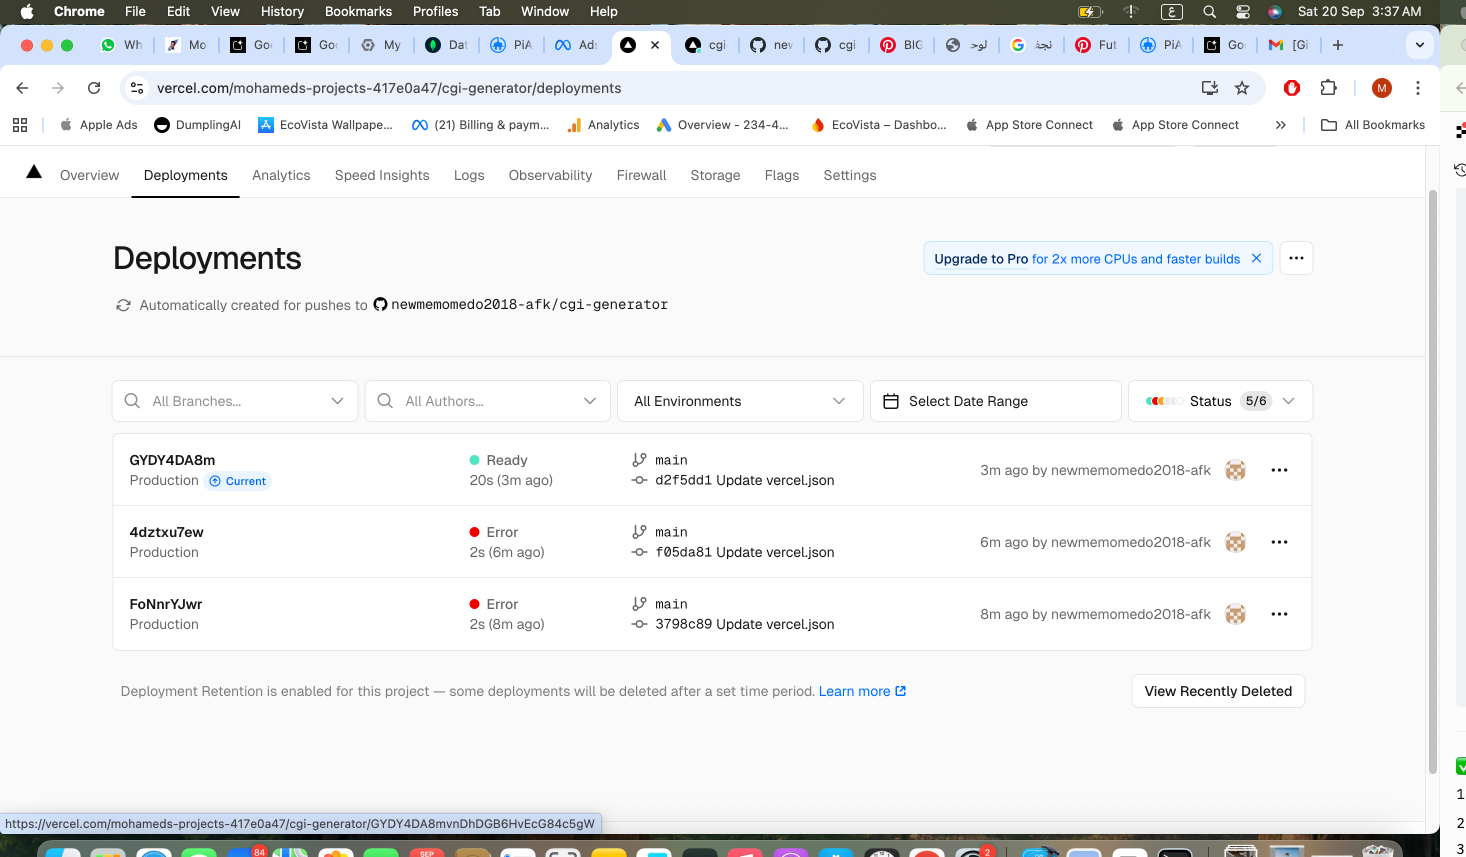 Chrome File Edit View History Bookmarks Profiles Tab Window Help ع Sat 20 Sep 3:37 AM
Wh Mo Goo Goo My Dat PiA Ads cgi new cgi- BIG لوحـ نجة Fut PiA Go [Gi
vercel.com/mohameds-projects-417e0a47/cgi-generator/deployments M
Apple Ads DumplingAI EcoVista Wallpape... (21) Billing & paym... Analytics Overview - 234-4... EcoVista – Dashbo... App Store Connect App Store Connect All Bookmarks
Overview Deployments Analytics Speed Insights Logs Observability Firewall Storage Flags Settings
Deployments
Upgrade to Pro for 2x more CPUs and faster builds
Automatically created for pushes to newmemomedo2018-afk/cgi-generator
All Branches... All Authors... All Environments Select Date Range Status 5/6
GYDY4DA8m Ready main
Production Current 20s (3m ago) d2f5dd1 Update vercel.json 3m ago by newmemomedo2018-afk
4dztxu7ew Error main
Production 2s (6m ago) f05da81 Update vercel.json 6m ago by newmemomedo2018-afk
FoNnrYJwr Error main
Production 2s (8m ago) 3798c89 Update vercel.json 8m ago by newmemomedo2018-afk
Deployment Retention is enabled for this project — some deployments will be deleted after a set time period. Learn more
View Recently Deleted
1
2
3
https://vercel.com/mohameds-projects-417e0a47/cgi-generator/GYDY4DA8mvnDhDGB6HvEcG84c5gW
84 SEP 2